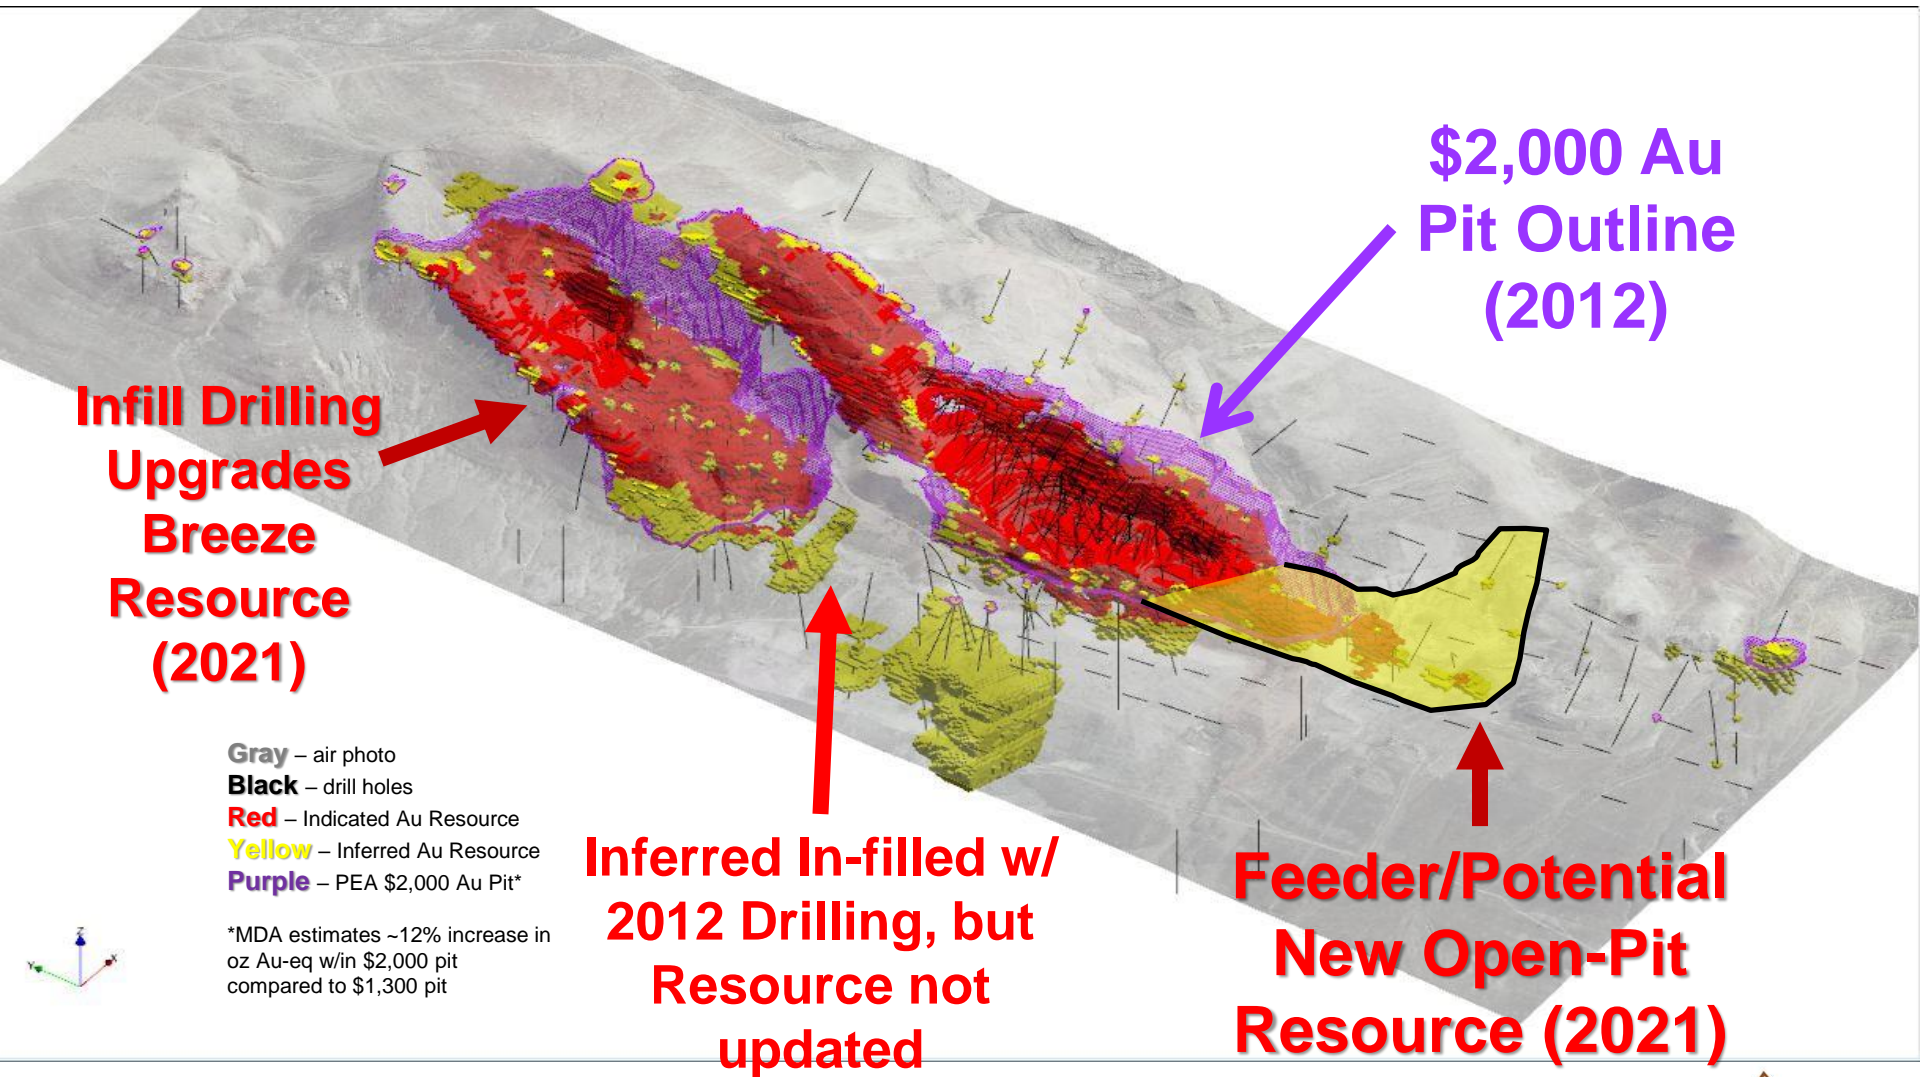 $2,000 Au
Pit Outline
(2012)
Infill Drilling
Upgrades
Breeze
Resource
(2021)
Gray – air photo
Black – drill holes
Red – Indicated Au Resource
Yellow – Inferred Au Resource
Purple – PEA $2,000 Au Pit*
*MDA estimates ~12% increase in
oz Au-eq w/in $2,000 pit
compared to $1,300 pit
Z
Y
X
Inferred In-filled w/
2012 Drilling, but
Resource not
updated
Feeder/Potential
New Open-Pit
Resource (2021)